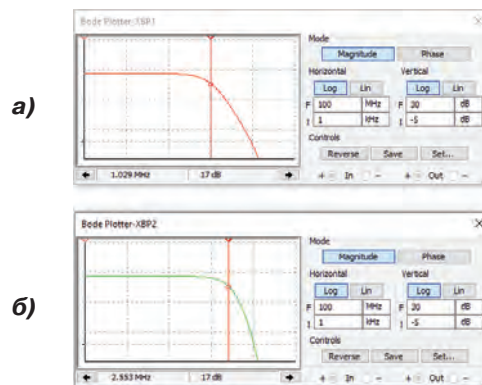 а)
Bode Plotter-XBP1
Mode
Magnitude Phase
Horizontal Vertical
Log Lin Log Lin
F 100 MHz F 30 dB
I 1 kHz I -5 dB
Controls
Reverse Save Set...
1.029 MHz 17 dB
+ In - + Out -
б)
Bode Plotter-XBP2
Mode
Magnitude Phase
Horizontal Vertical
Log Lin Log Lin
F 100 MHz F 30 dB
I 1 kHz I -5 dB
Controls
Reverse Save Set...
2.553 MHz 17 dB
+ In - + Out -